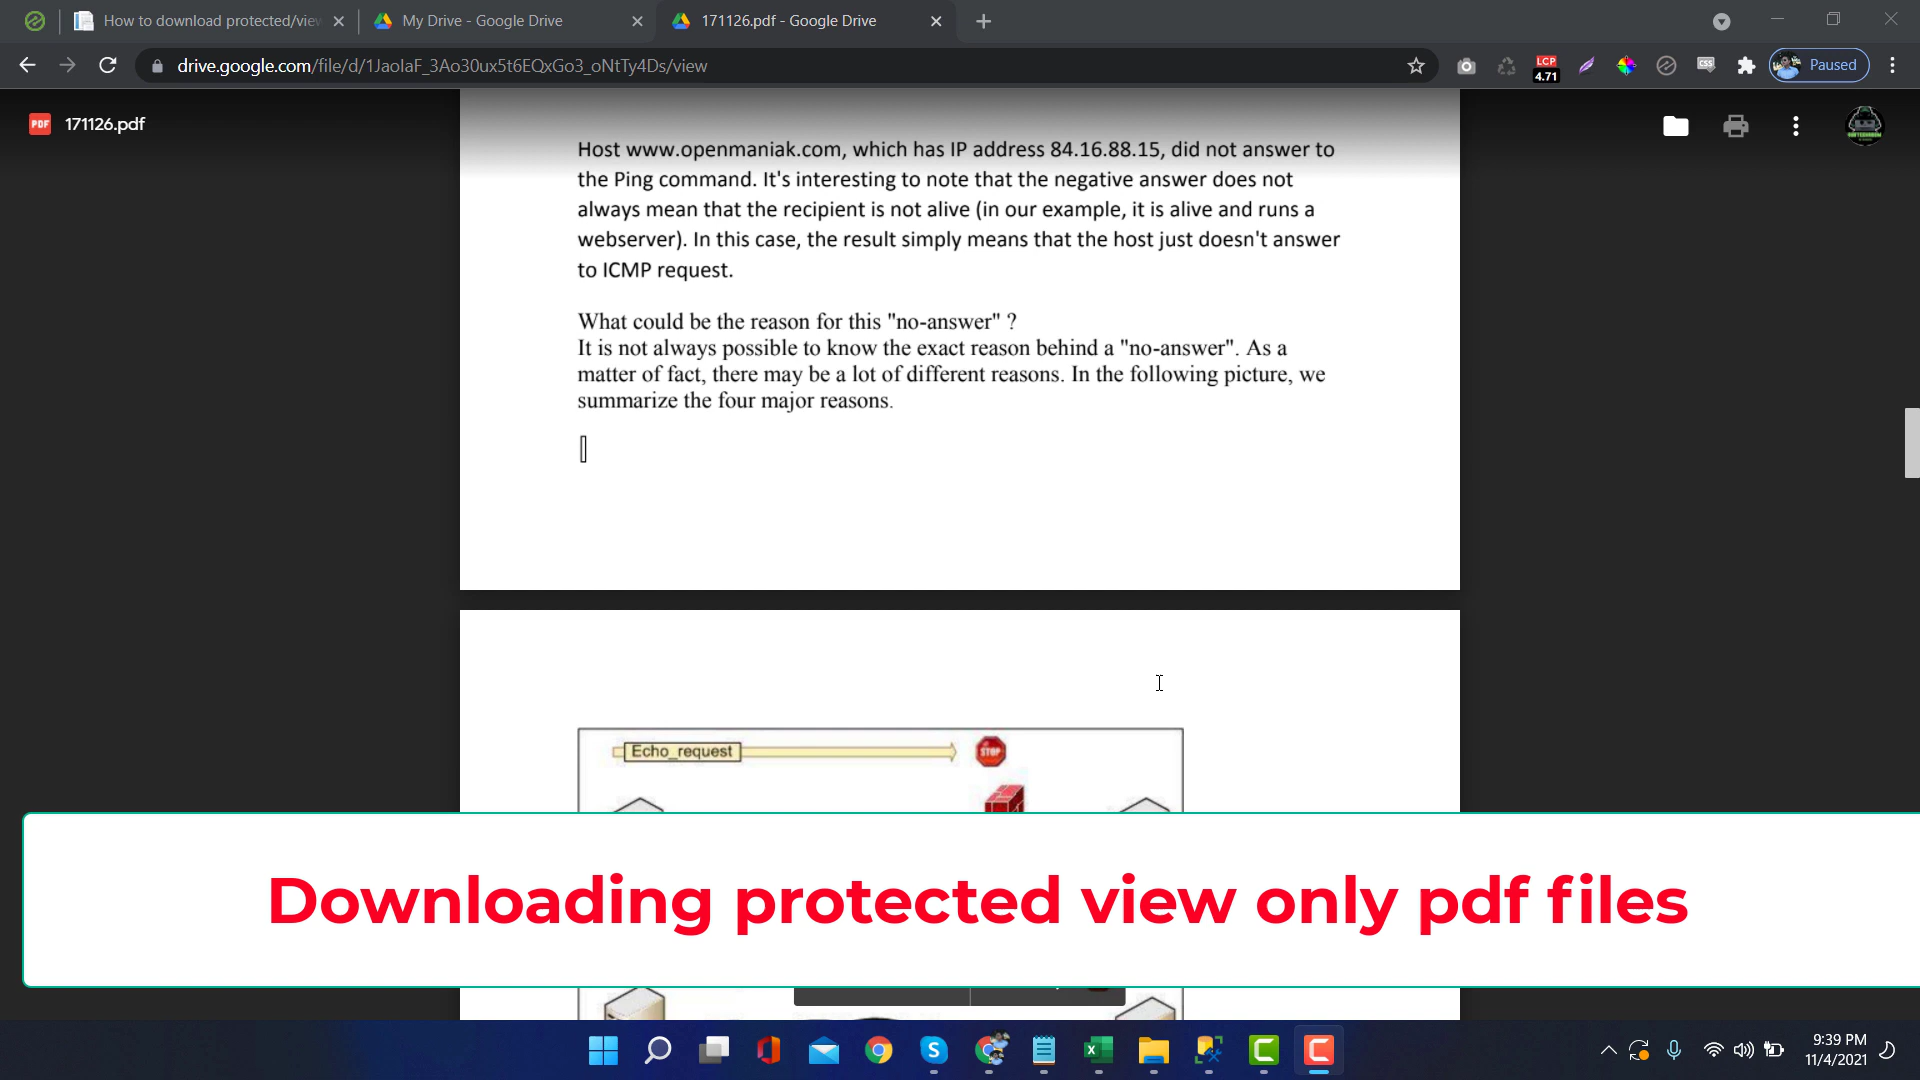 How to download protected/view
My Drive - Google Drive
171126.pdf - Google Drive
drive.google.com/file/d/1JaoIaF_3Ao30ux5t6EQxGo3_oNtTy4Ds/view
LCP
4.71
CSS
Paused
PDF
171126.pdf
Host www.openmaniak.com, which has IP address 84.16.88.15, did not answer to
the Ping command. It's interesting to note that the negative answer does not
always mean that the recipient is not alive (in our example, it is alive and runs a
webserver). In this case, the result simply means that the host just doesn't answer
to ICMP request.
What could be the reason for this "no-answer" ?
It is not always possible to know the exact reason behind a "no-answer". As a
matter of fact, there may be a lot of different reasons. In the following picture, we
summarize the four major reasons.
Echo_request
STOP
Downloading protected view only pdf files
9:39 PM
11/4/2021